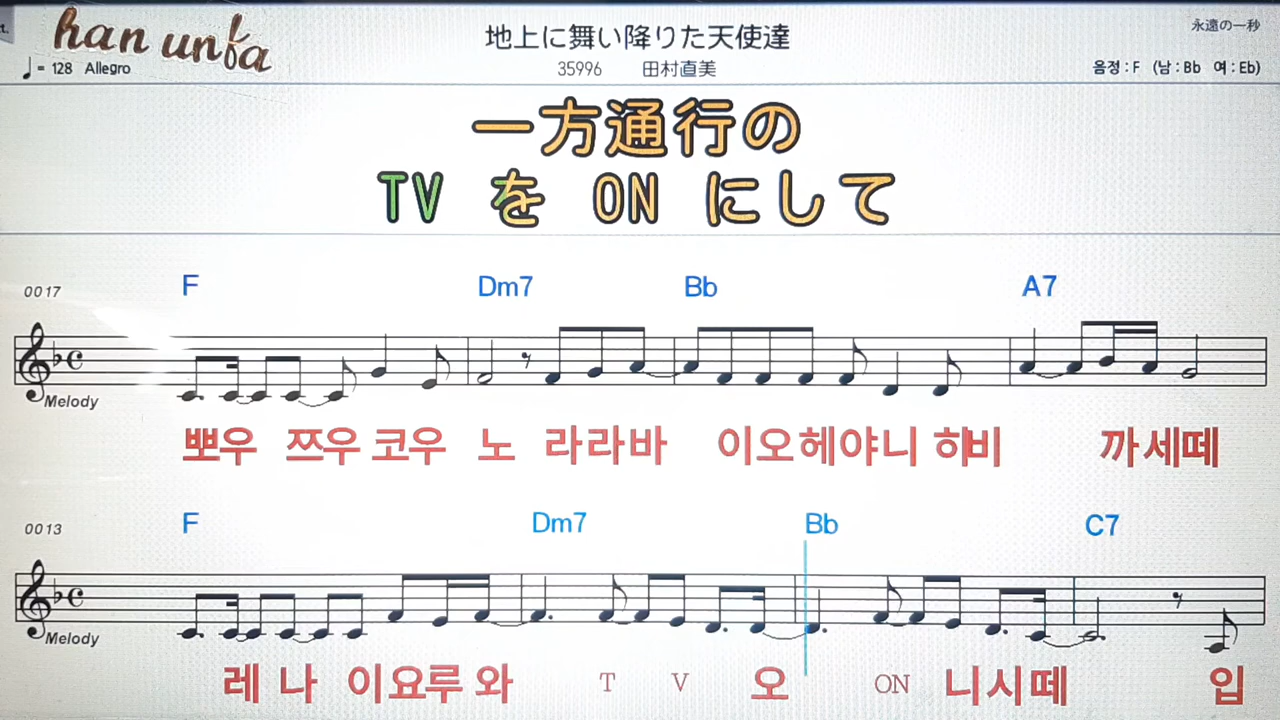 han unba
地上に舞い降りた天使達
永遠の一秒
♩= 128 Allegro
35996 田村直美
음정 : F (남 : Bb 여 : Eb)
一方通行の
TV を ON にして
0017 F Dm7 Bb A7
Melody
뽀우 쯔우 코우 노 라라바 이오헤야니 히비 까세떼
0013 F Dm7 Bb C7
Melody
레 나 이요루 와 T V 오 ON 니시떼 입